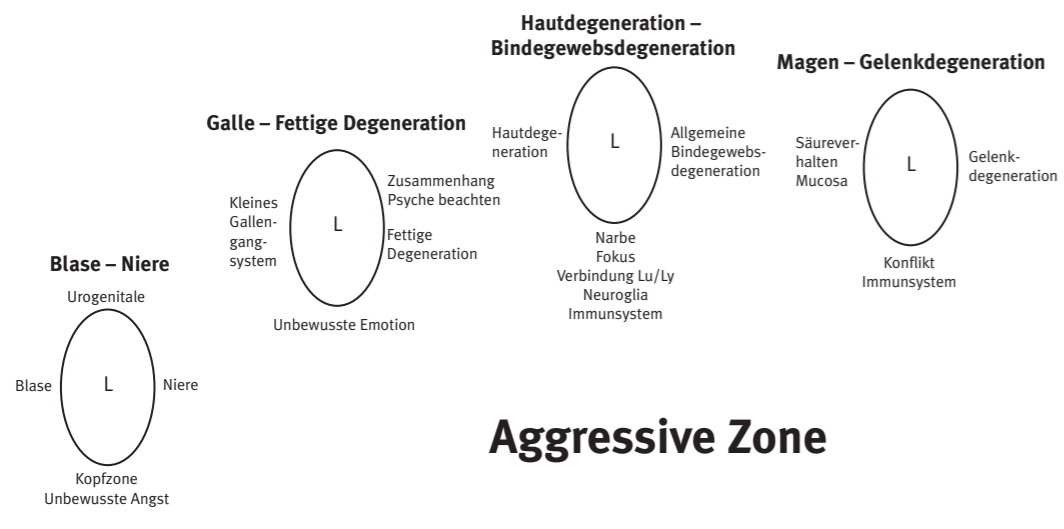 Hautdegeneration –
Bindegewebsdegeneration
Hautdege-
neration
L
Allgemeine
Bindegewebs-
degeneration
Narbe
Fokus
Verbindung Lu/Ly
Neuroglia
Immunsystem
Magen – Gelenkdegeneration
Säurever-
halten
Mucosa
L
Gelenk-
degeneration
Konflikt
Immunsystem
Galle – Fettige Degeneration
Kleines
Gallen-
gang-
system
L
Zusammenhang
Psyche beachten
Fettige
Degeneration
Unbewusste Emotion
Blase – Niere
Urogenitale
Blase
L
Niere
Kopfzone
Unbewusste Angst
Aggressive Zone